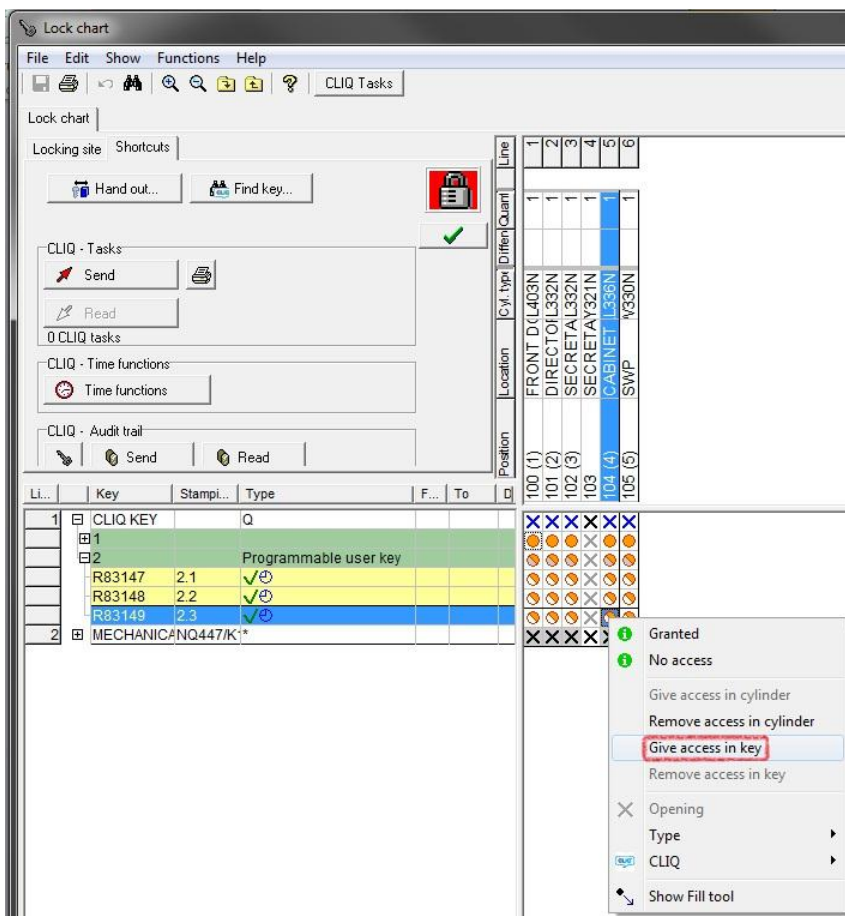 Lock chart
File Edit Show Functions Help
CLIQ Tasks
Lock chart
Locking site Shortcuts
Hand out... Find key...
CLIQ - Tasks
Send
Read
0 CLIQ tasks
CLIQ - Time functions
Time functions
CLIQ - Audit trail
Send Read
Line 1 2 3 4 5 6
Quant 1 1 1 1 1 1
Differen
Cyl. type L403N L332N L332N Y321N L336N V330N
Location FRONT DO DIRECTOF SECRETA SECRETA CABINET SWP
Position 100 (1) 101 (2) 102 (3) 103 104 (4) 105 (5)
Li... Key Stampi... Type F... To D
1 CLIQ KEY Q
1
2 Programmable user key
R83147 2.1
R83148 2.2
R83149 2.3
2 MECHANICA NQ447/K *
Granted
No access
Give access in cylinder
Remove access in cylinder
Give access in key
Remove access in key
Opening
Type
CLIQ
Show Fill tool